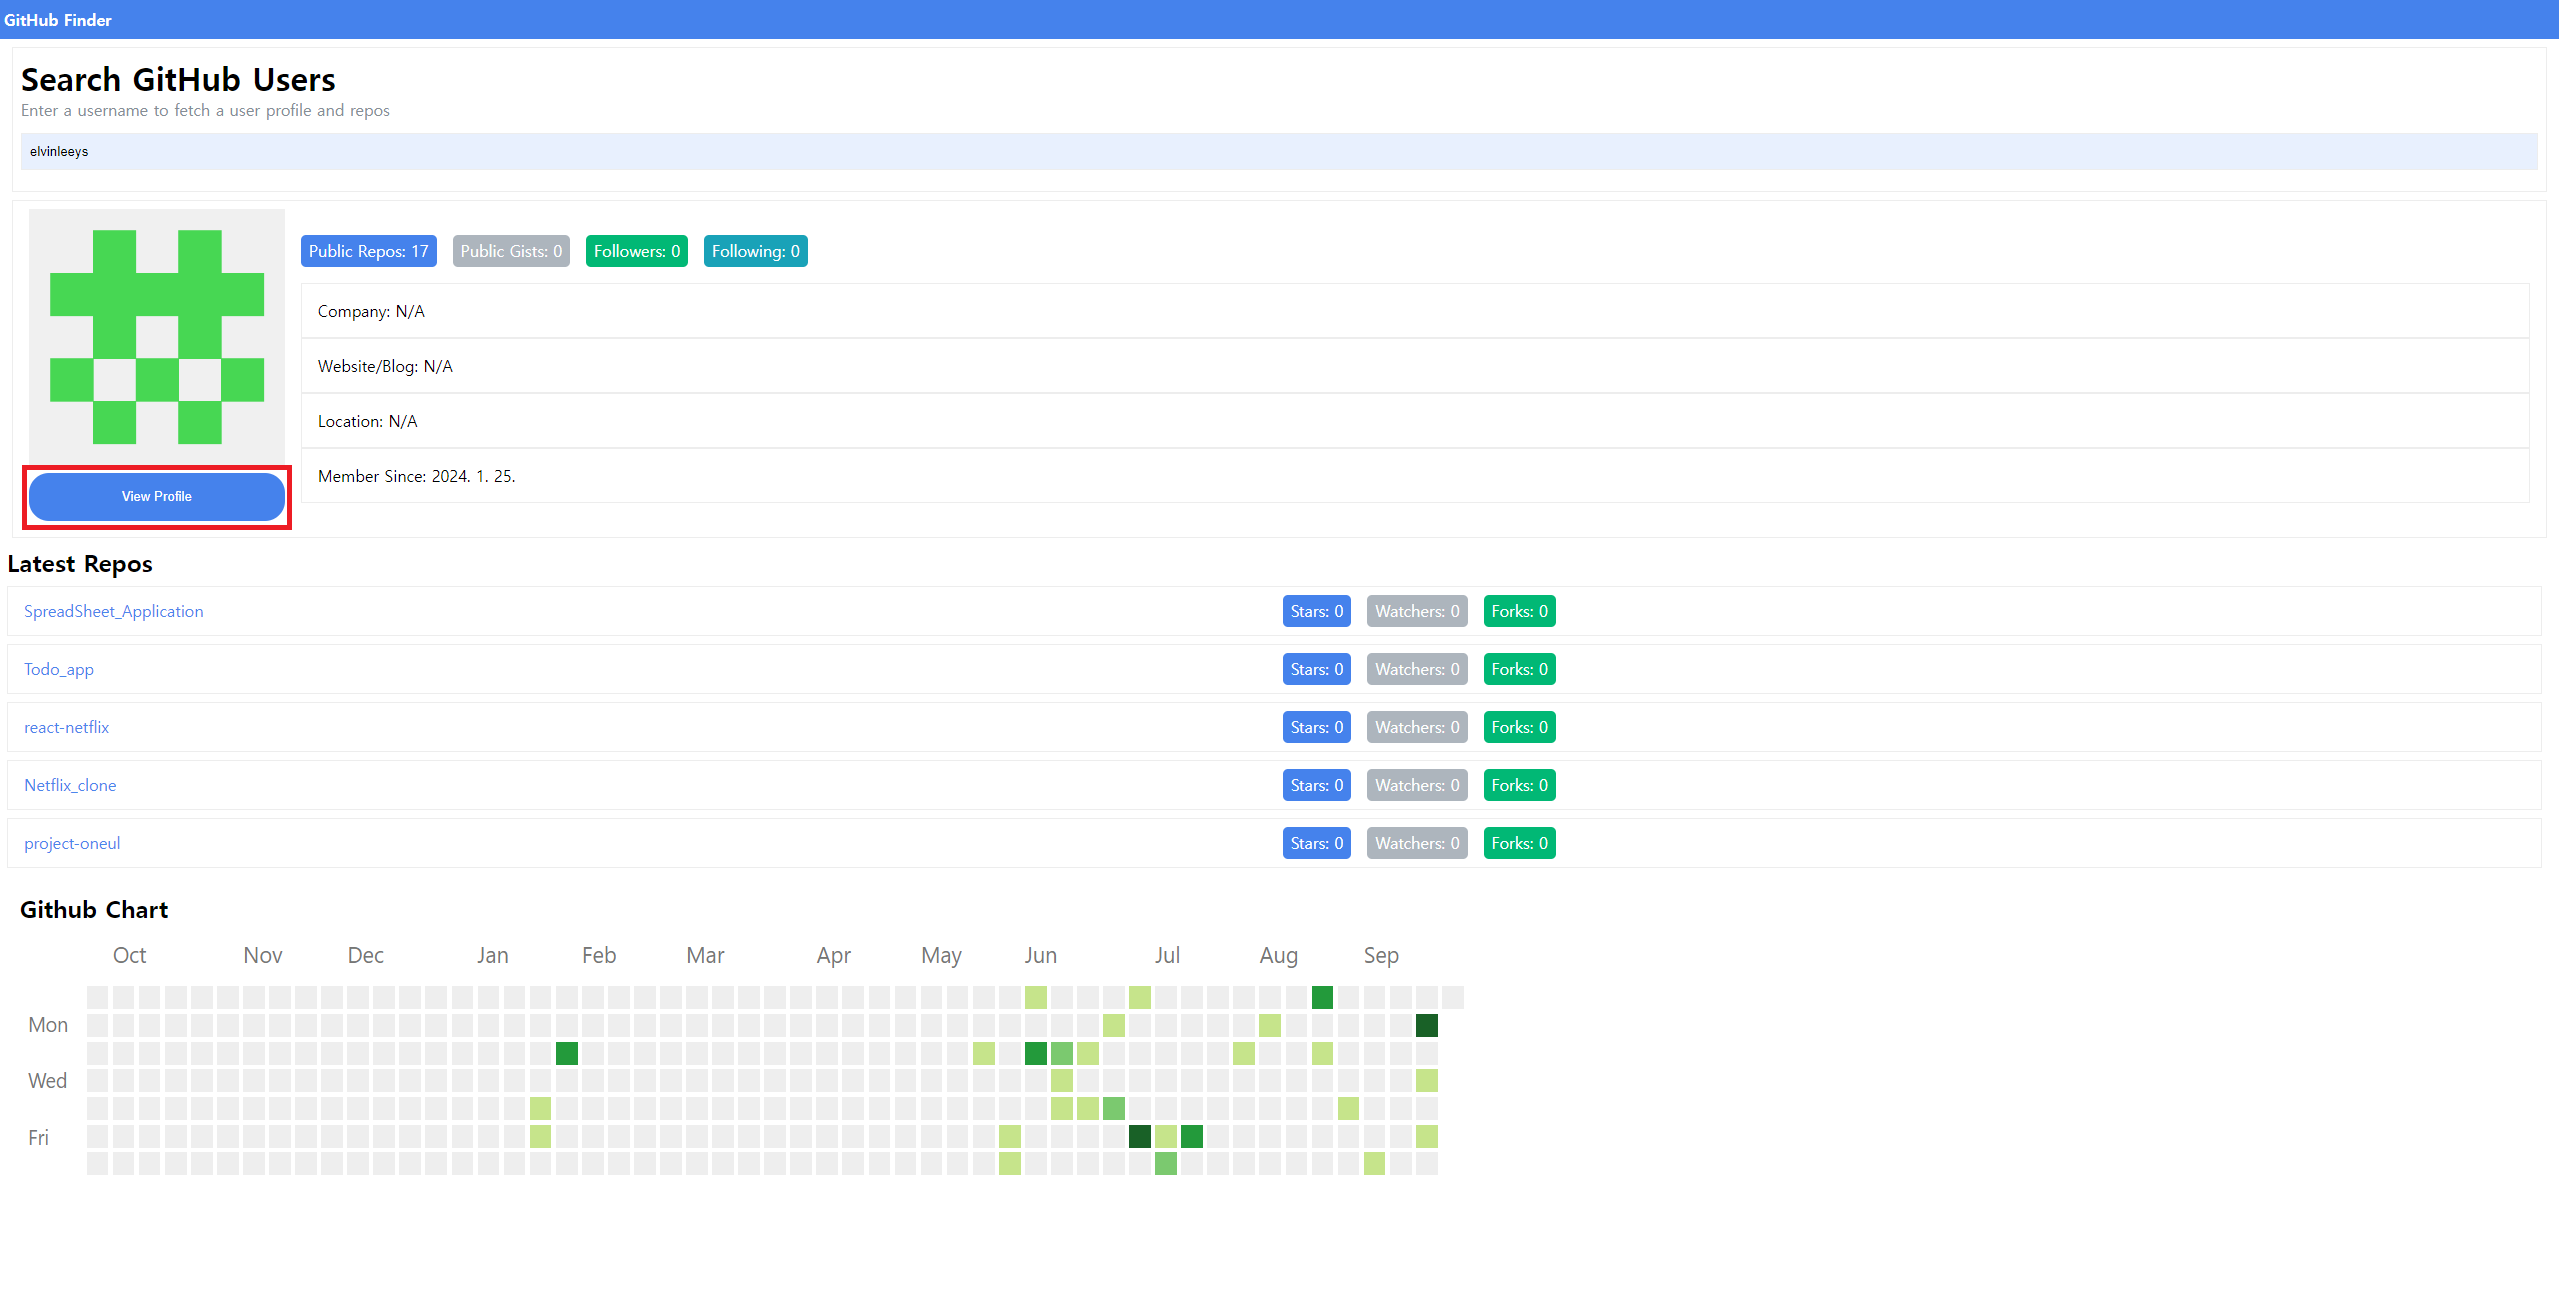 GitHub Finder
Search GitHub Users
Enter a username to fetch a user profile and repos
elvinleeys
Public Repos: 17 Public Gists: 0 Followers: 0 Following: 0
Company: N/A
Website/Blog: N/A
Location: N/A
Member Since: 2024. 1. 25.
View Profile
Latest Repos
SpreadSheet_Application Stars: 0 Watchers: 0 Forks: 0
Todo_app Stars: 0 Watchers: 0 Forks: 0
react-netflix Stars: 0 Watchers: 0 Forks: 0
Netflix_clone Stars: 0 Watchers: 0 Forks: 0
project-oneul Stars: 0 Watchers: 0 Forks: 0
Github Chart
Oct Nov Dec Jan Feb Mar Apr May Jun Jul Aug Sep
Mon
Wed
Fri